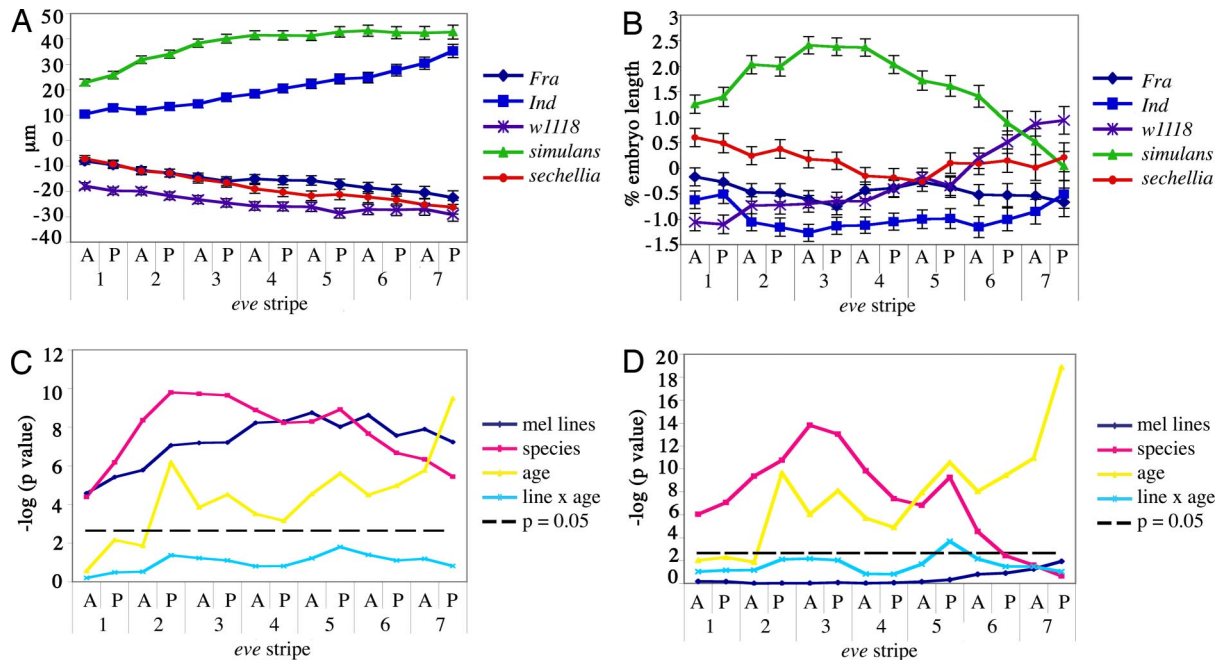 A
50
40
30
20
10
0
-10
-20
-30
-40
μm
A P A P A P A P A P A P A P
1 2 3 4 5 6 7
eve stripe
Fra
Ind
w1118
simulans
sechellia
B
3
2.5
2.0
1.5
1.0
0.5
0
-0.5
-1.0
-1.5
% embryo length
A P A P A P A P A P A P A P
1 2 3 4 5 6 7
eve stripe
Fra
Ind
w1118
simulans
sechellia
C
12
10
8
6
4
2
0
-log (p value)
A P A P A P A P A P A P A P
1 2 3 4 5 6 7
eve stripe
mel lines
species
age
line x age
p = 0.05
D
20
18
16
14
12
10
8
6
4
2
0
-log (p value)
A P A P A P A P A P A P A P
1 2 3 4 5 6 7
eve stripe
mel lines
species
age
line x age
p = 0.05